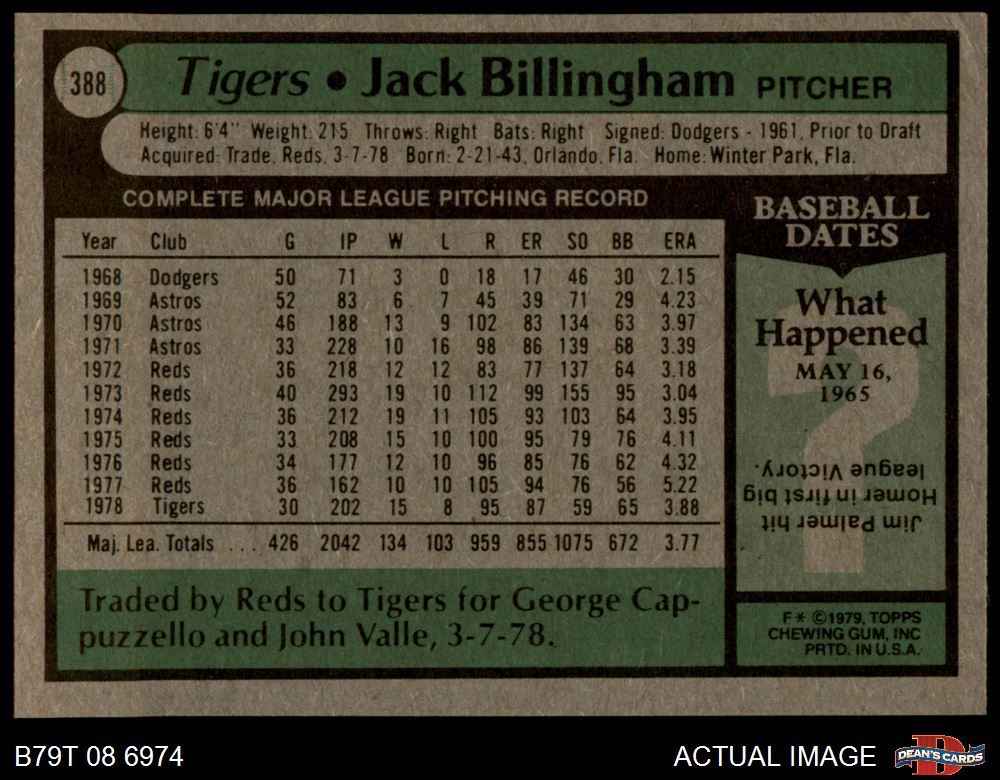 388
Tigers • Jack Billingham PITCHER
Height: 6'4" Weight: 215 Throws: Right Bats: Right Signed: Dodgers - 1961, Prior to Draft
Acquired: Trade, Reds, 3-7-78 Born: 2-21-43, Orlando, Fla. Home: Winter Park, Fla.
COMPLETE MAJOR LEAGUE PITCHING RECORD
Year Club G IP W L R ER SO BB ERA
1968 Dodgers 50 71 3 0 18 17 46 30 2.15
1969 Astros 52 83 6 7 45 39 71 29 4.23
1970 Astros 46 188 13 9 102 83 134 63 3.97
1971 Astros 33 228 10 16 98 86 139 68 3.39
1972 Reds 36 218 12 12 83 77 137 64 3.18
1973 Reds 40 293 19 10 112 99 155 95 3.04
1974 Reds 36 212 19 11 105 93 103 64 3.95
1975 Reds 33 208 15 10 100 95 79 76 4.11
1976 Reds 34 177 12 10 96 85 76 62 4.32
1977 Reds 36 162 10 10 105 94 76 56 5.22
1978 Tigers 30 202 15 8 95 87 59 65 3.88
Maj. Lea. Totals ... 426 2042 134 103 959 855 1075 672 3.77
Traded by Reds to Tigers for George Cap-
puzzello and John Valle, 3-7-78.
BASEBALL
DATES
What
Happened
MAY 16,
1965
Jim Palmer hit
Homer in first big
league Victory.
F* ©1979, TOPPS
CHEWING GUM, INC
PRTD. IN U.S.A.
B79T 08 6974
ACTUAL IMAGE
DEAN'S CARDS